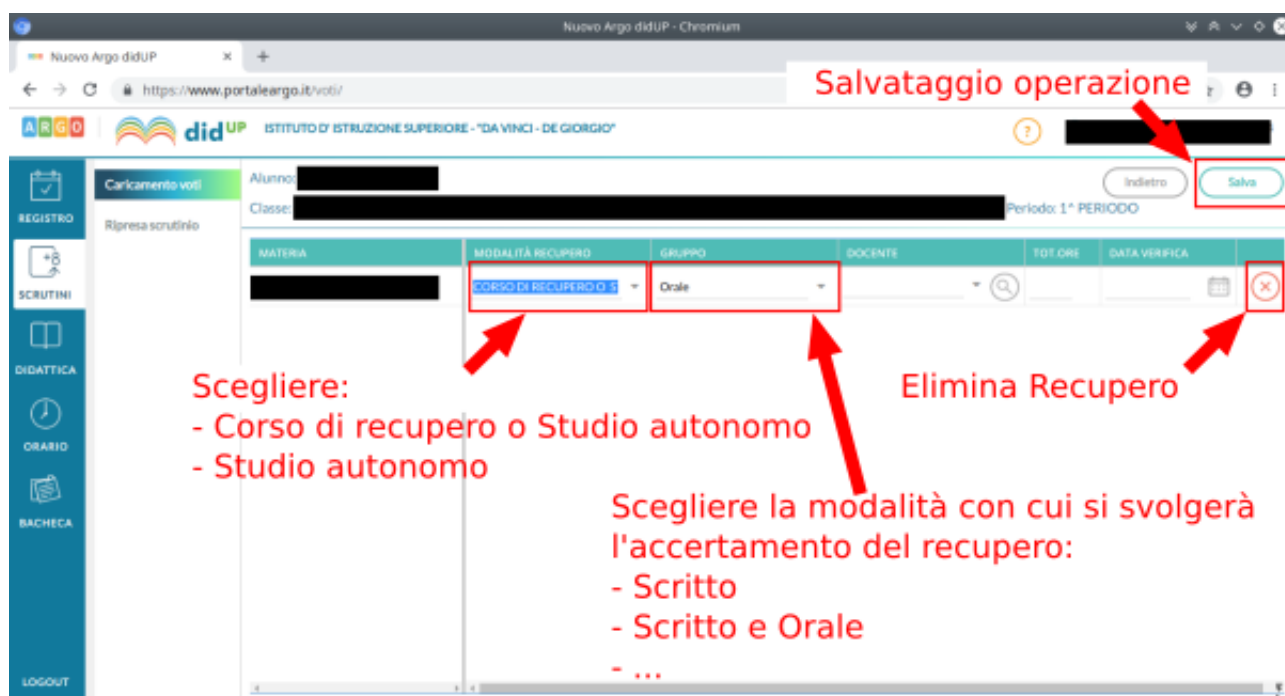 Nuovo Argo didUP - Chromium
Nuovo Argo didUP
https://www.portaleargo.it/voti/
Salvataggio operazione
ARGO didUP ISTITUTO D' ISTRUZIONE SUPERIORE - "DA VINCI - DE GIORGIO" ?
REGISTRO
SCRUTINI
DIDATTICA
ORARIO
BACHECA
LOGOUT
Caricamento voti
Ripresa scrutinio
Alunno:
Indietro Salva
Classe: Periodo: 1^ PERIODO
MATERIA MODALITÀ RECUPERO GRUPPO DOCENTE TOT.ORE DATA VERIFICA
CORSO DI RECUPERO O S Orale
Scegliere:
- Corso di recupero o Studio autonomo
- Studio autonomo
Elimina Recupero
Scegliere la modalità con cui si svolgerà
l'accertamento del recupero:
- Scritto
- Scritto e Orale
- ...